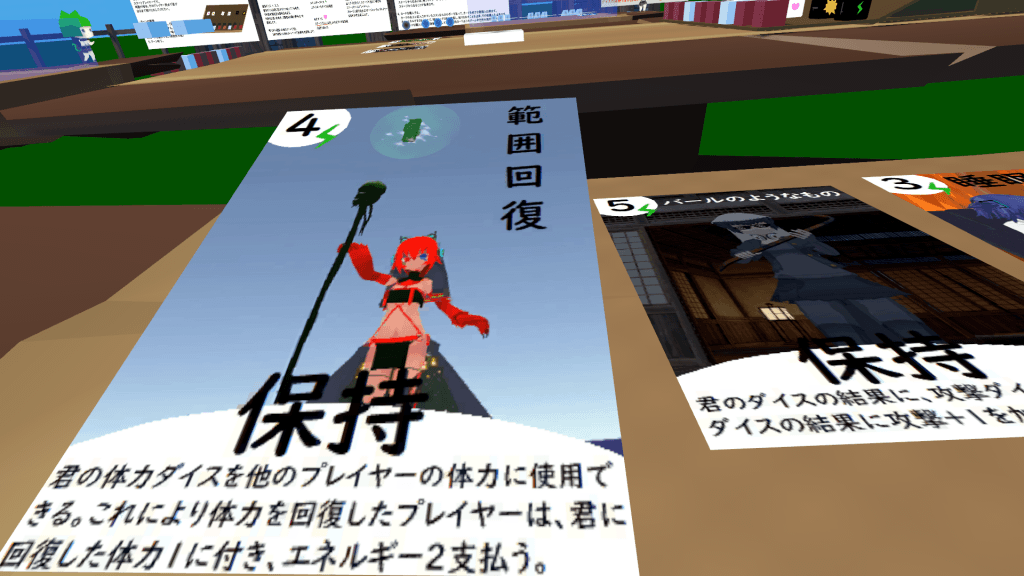 4
範囲回復
保持
君の体力ダイスを他のプレイヤーの体力に使用で
きる。これにより体力を回復したプレイヤーは、君に
回復した体力1に付き、エネルギー2支払う。
5
バールのようなもの
保持
君のダイスの結果に、攻撃ダイ
ダイスの結果に攻撃+1を加
3
睡眠